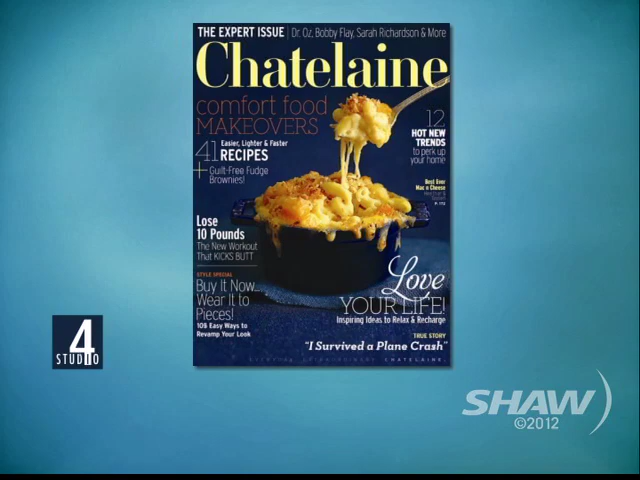 THE EXPERT ISSUE | Dr. Oz, Bobby Flay, Sarah Richardson & More
Chatelaine
comfort food
MAKEOVERS
41 Easier, Lighter & Faster
RECIPES
+ Guilt-Free Fudge
Brownies!
12
HOT NEW
TRENDS
to perk up
your home
Best Ever
Mac n Cheese
P. 172
Lose
10 Pounds
The New Workout
That KICKS BUTT
STYLE SPECIAL
Buy It Now...
Wear It to
Pieces!
106 Easy Ways to
Revamp Your Look
Love
YOUR LIFE!
Inspiring Ideas to Relax & Recharge
TRUE STORY
"I Survived a Plane Crash"
CHATELAINE.
STUDIO 4
SHAW)
©2012